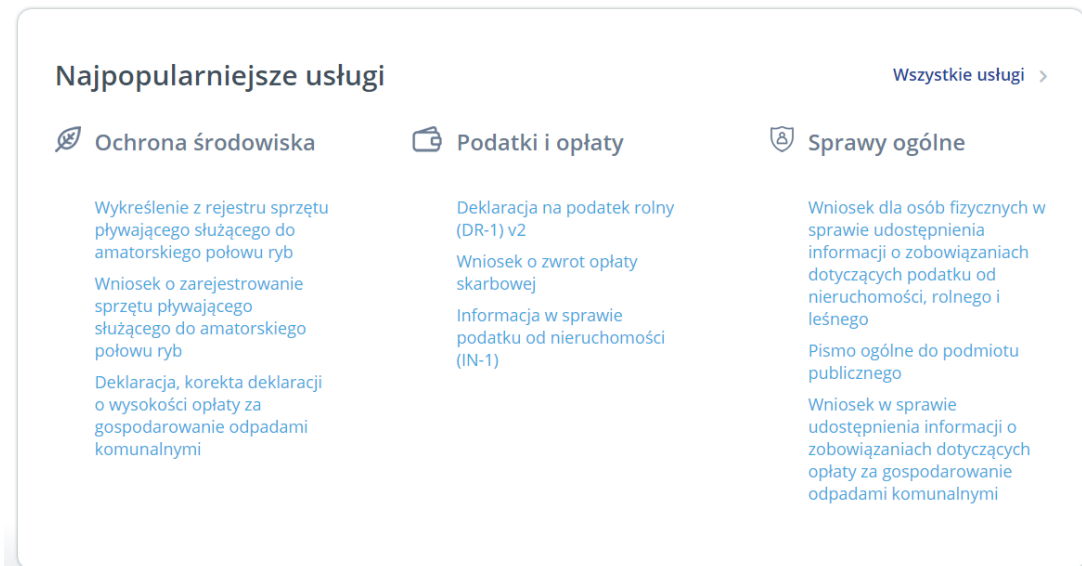 Najpopularniejsze usługi
Wszystkie usługi
Ochrona środowiska
Wykreślenie z rejestru sprzętu
pływającego służącego do
amatorskiego połowu ryb
Wniosek o zarejestrowanie
sprzętu pływającego
służącego do amatorskiego
połowu ryb
Deklaracja, korekta deklaracji
o wysokości opłaty za
gospodarowanie odpadami
komunalnymi
Podatki i opłaty
Deklaracja na podatek rolny
(DR-1) v2
Wniosek o zwrot opłaty
skarbowej
Informacja w sprawie
podatku od nieruchomości
(IN-1)
Sprawy ogólne
Wniosek dla osób fizycznych w
sprawie udostępnienia
informacji o zobowiązaniach
dotyczących podatku od
nieruchomości, rolnego i
leśnego
Pismo ogólne do podmiotu
publicznego
Wniosek w sprawie
udostępnienia informacji o
zobowiązaniach dotyczących
opłaty za gospodarowanie
odpadami komunalnymi